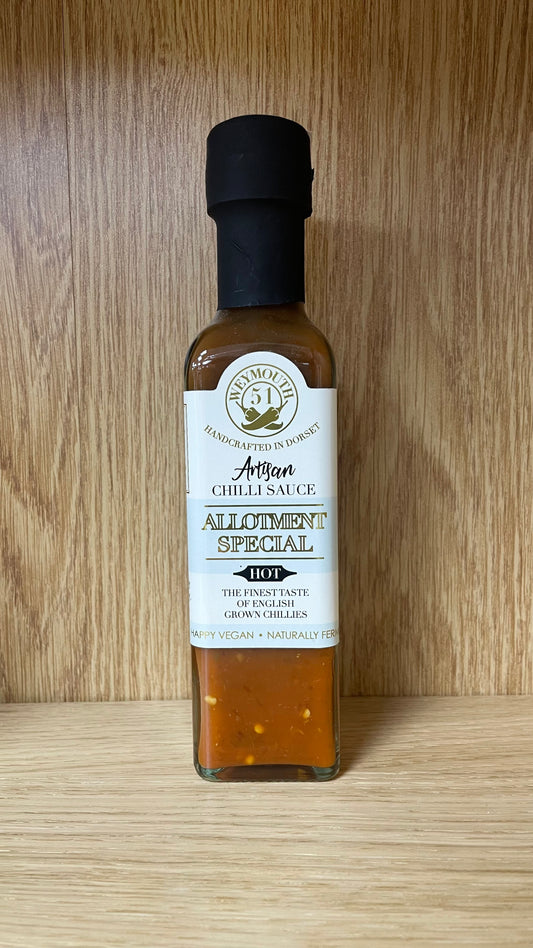 WEYMOUTH
51
HANDCRAFTED IN DORSET
Artisan
CHILLI SAUCE
ALLOTMENT
SPECIAL
HOT
THE FINEST TASTE
OF ENGLISH
GROWN CHILLIES
HAPPY VEGAN • NATURALLY